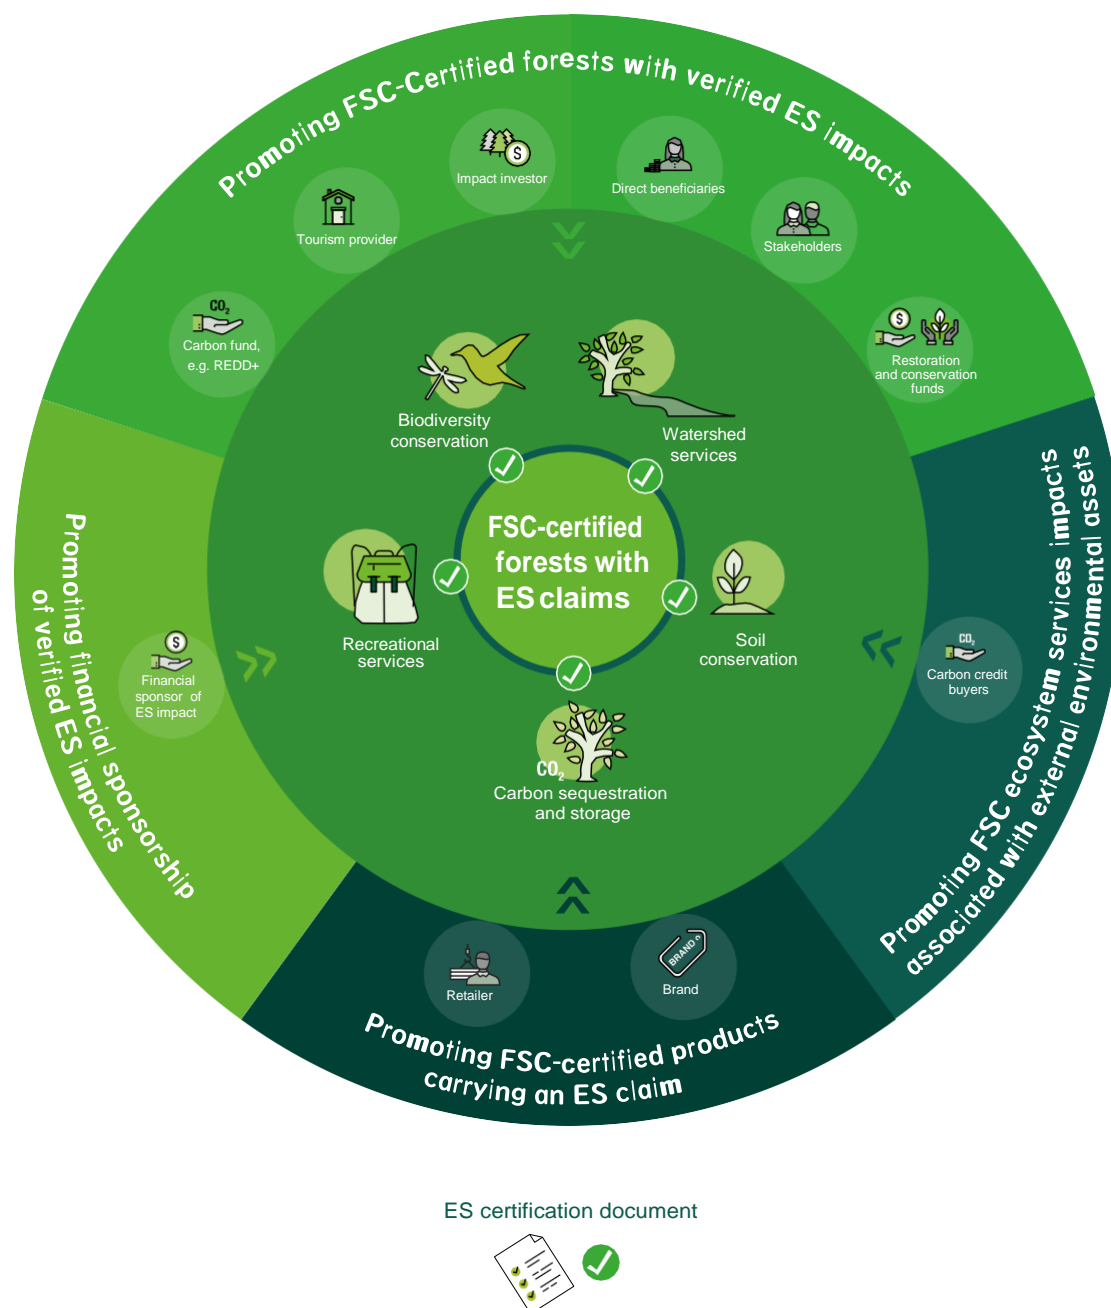 Promoting FSC-Certified forests with verified ES impacts
Impact investor
Direct beneficiaries
Tourism provider
Stakeholders
CO₂
Carbon fund,
e.g. REDD+
Restoration
and conservation
funds
Biodiversity
conservation
Watershed
services
FSC-certified
forests with
ES claims
Recreational
services
Soil
conservation
CO₂
Carbon sequestration
and storage
Promoting financial sponsorship
of verified ES impacts
$
Financial
sponsor of
ES impact
Promoting FSC ecosystem services impacts
associated with external environmental assets
CO₂
Carbon credit
buyers
Retailer
BRAND
Brand
Promoting FSC-certified products
carrying an ES claim
ES certification document